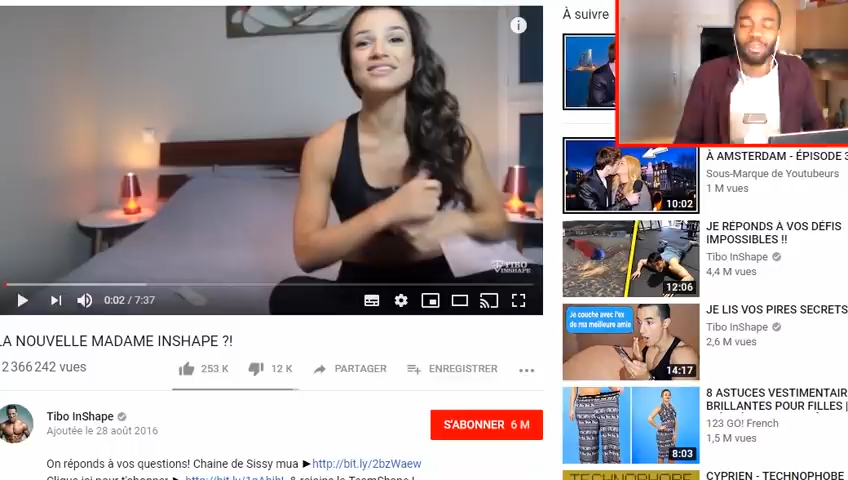 TIBO
INSHAPE
0:02 / 7:37
LA NOUVELLE MADAME INSHAPE ?!
2 366 242 vues
253 K
12 K
PARTAGER
ENREGISTRER
Tibo InShape
Ajoutée le 28 août 2016
S'ABONNER 6 M
On réponds à vos questions! Chaine de Sissy mua ►http://bit.ly/2bzWaew
À suivre
10:02
À AMSTERDAM - ÉPISODE 3
Sous-Marque de Youtubeurs
1 M vues
12:06
JE RÉPONDS À VOS DÉFIS
IMPOSSIBLES !!
Tibo InShape
4,4 M vues
Je couche avec l'ex
de ma meilleure amie
14:17
JE LIS VOS PIRES SECRETS
Tibo InShape
2,6 M vues
8:03
8 ASTUCES VESTIMENTAIR
BRILLANTES POUR FILLES |
123 GO! French
1,5 M vues
TECHNOPHOBE
CYPRIEN - TECHNOPHOBE